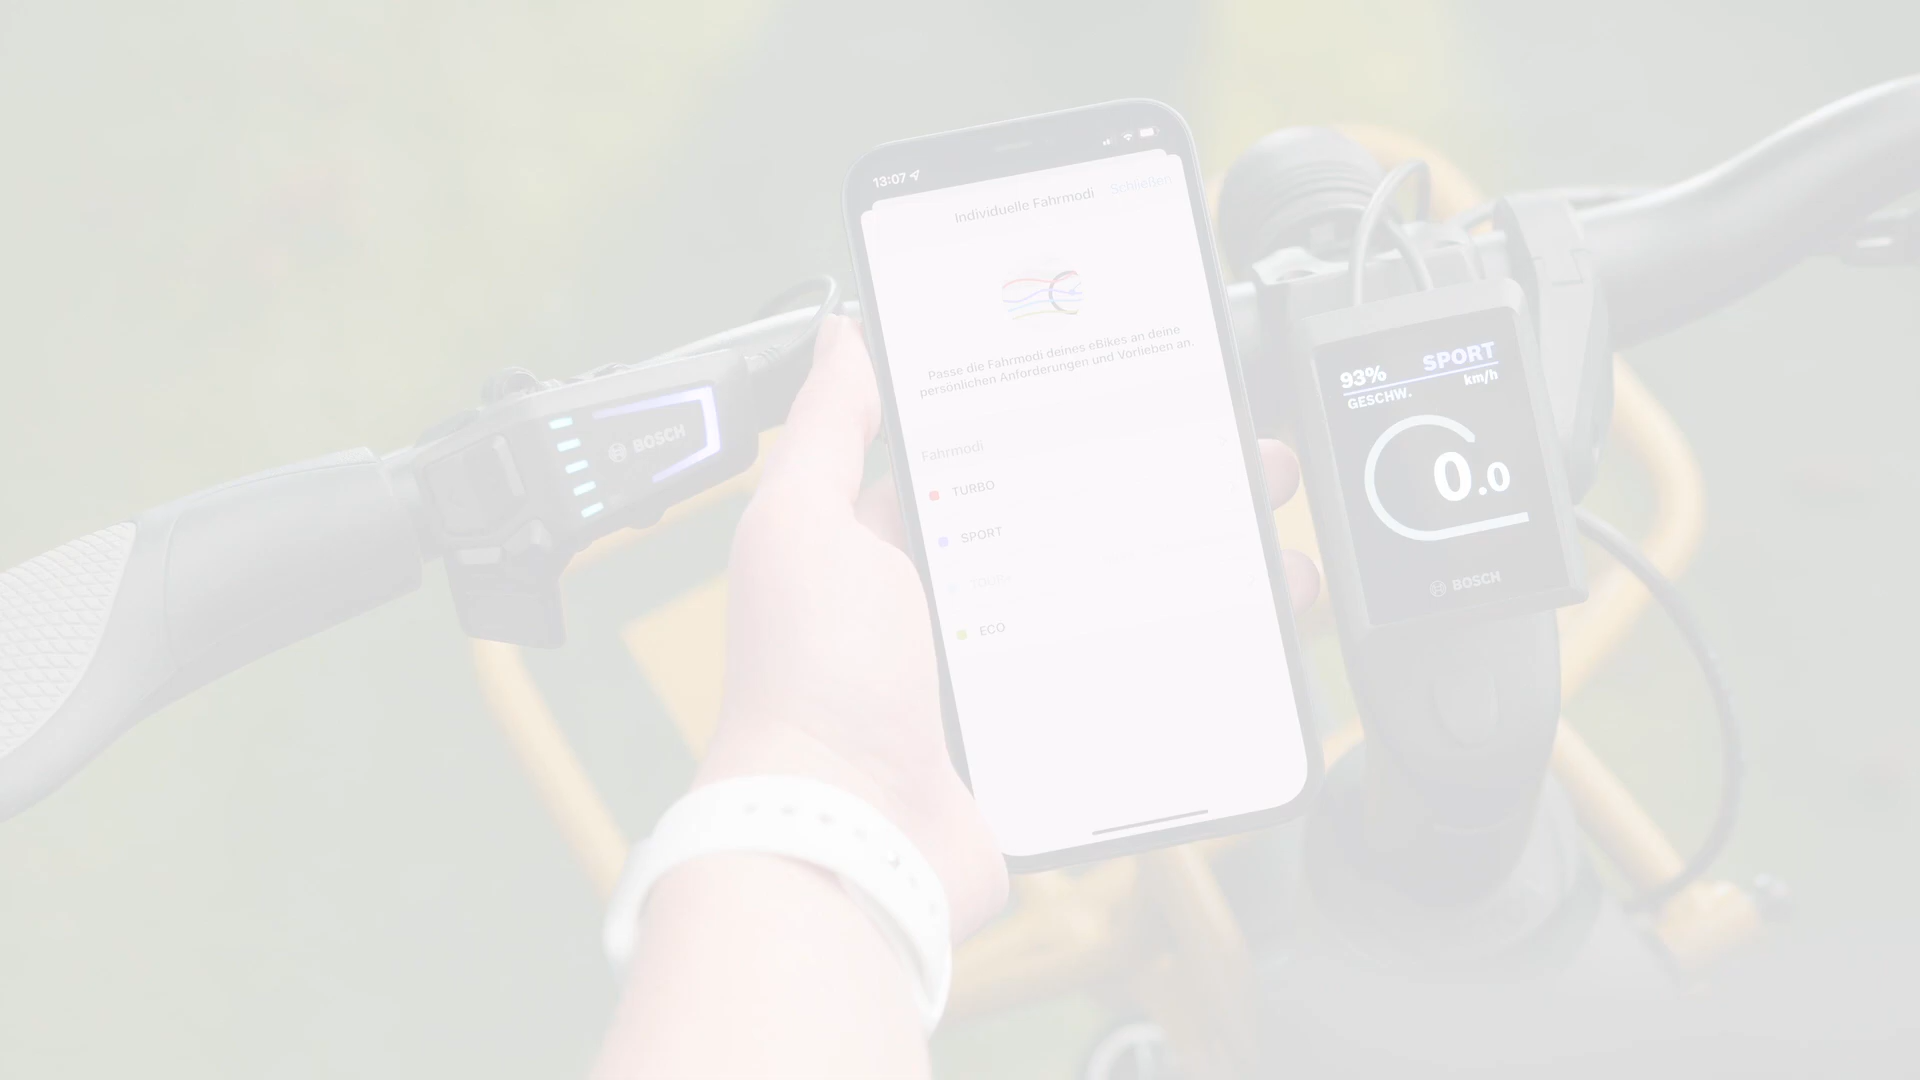 13:07
Individuelle Fahrmodi
Schließen
Passe die Fahrmodi deines eBikes an deine
persönlichen Anforderungen und Vorlieben an.
Fahrmodi
TURBO
SPORT
ECO
BOSCH
93% SPORT
GESCHW. km/h
0.0
BOSCH